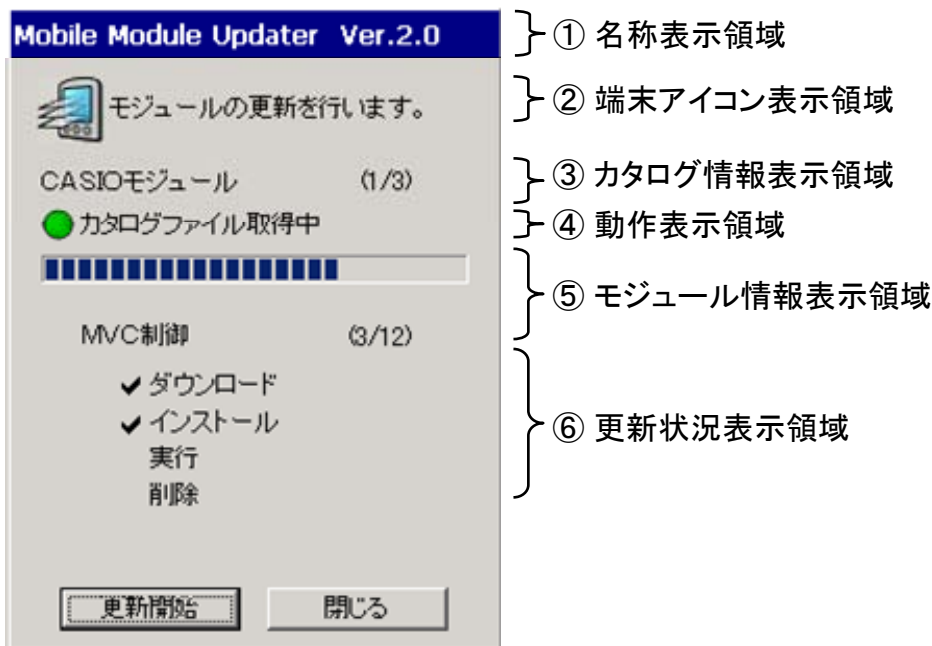 Mobile Module Updater Ver.2.0
① 名称表示領域
モジュールの更新を行います。
② 端末アイコン表示領域
CASIOモジュール (1/3)
③ カタログ情報表示領域
カタログファイル取得中
④ 動作表示領域
⑤ モジュール情報表示領域
MVC制御 (3/12)
ダウンロード
インストール
⑥ 更新状況表示領域
実行
削除
更新開始 閉じる